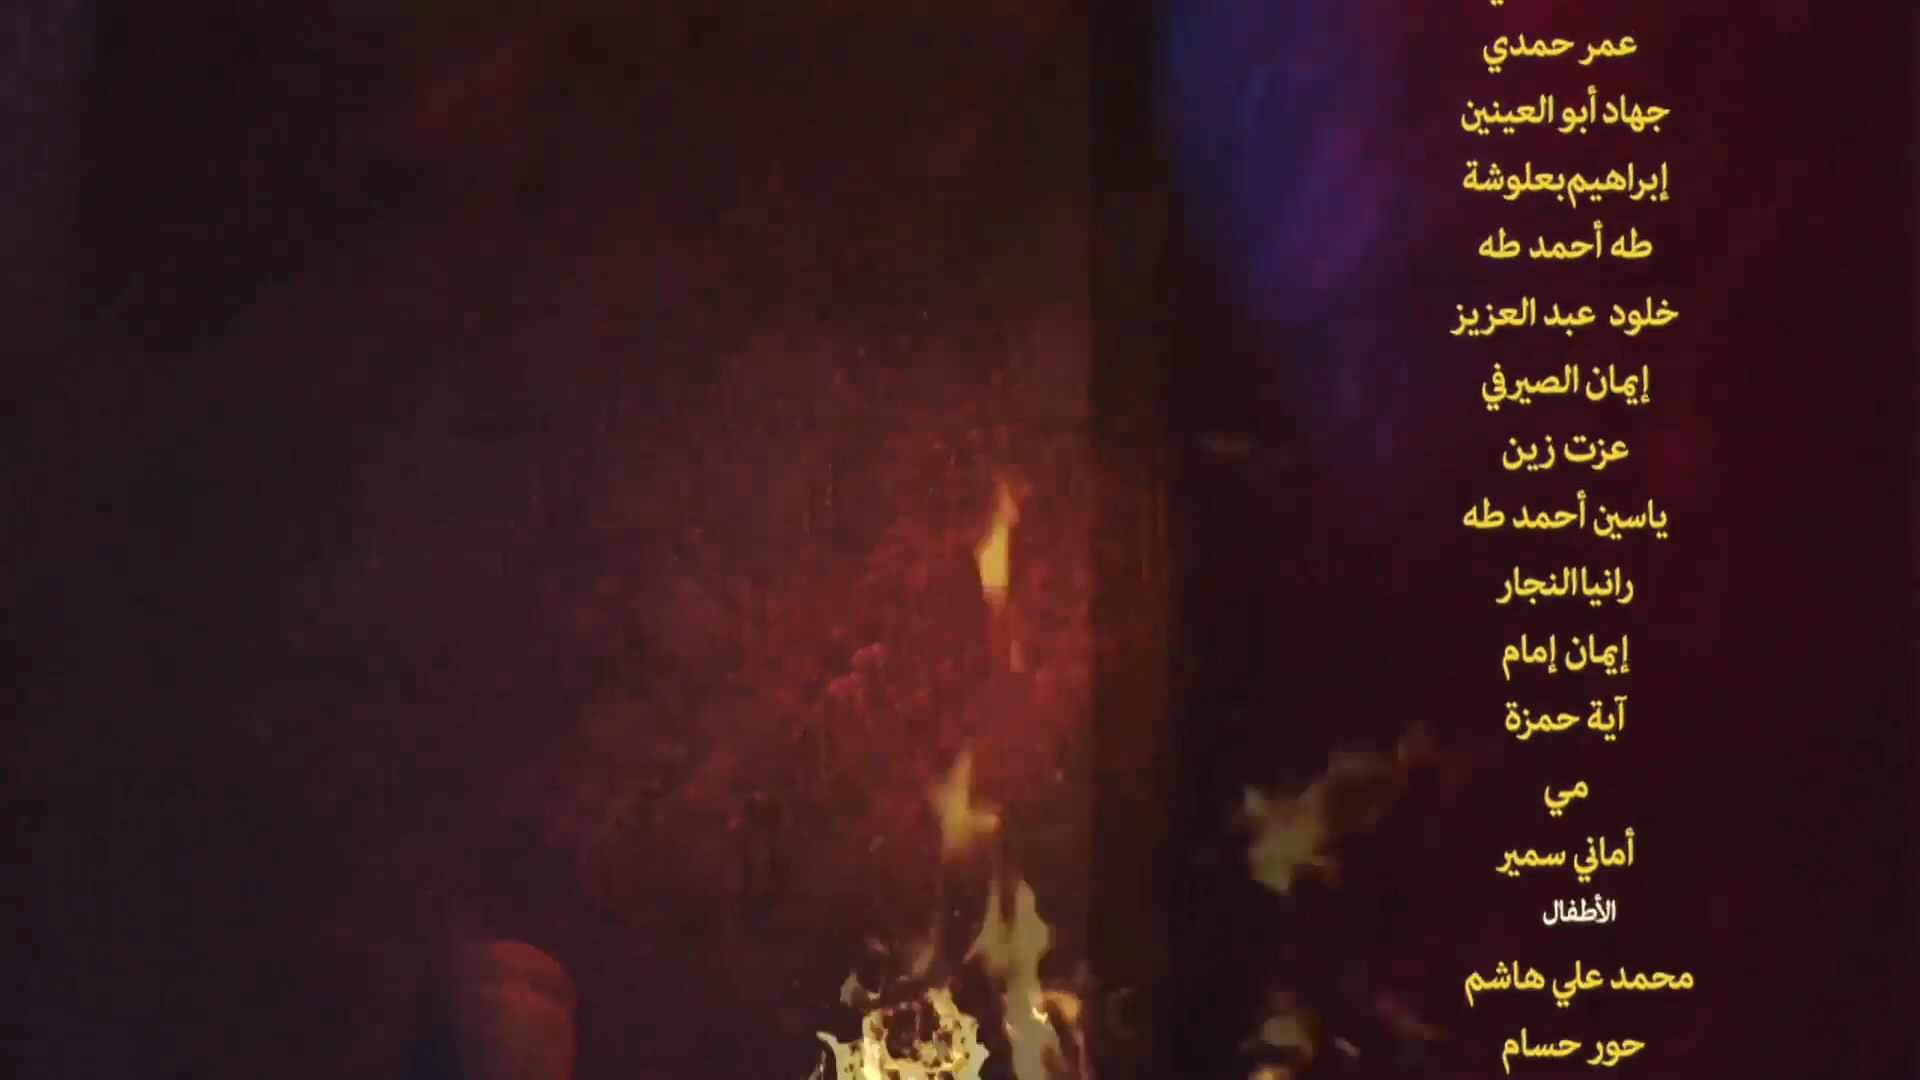 عمر حمدي
جهاد أبو العينين
إبراهيم بعلوشة
طه أحمد طه
خلود عبد العزيز
إيمان الصيرفي
عزت زين
ياسين أحمد طه
رانيا النجار
إيمان إمام
آية حمزة
مي
أماني سمير
الأطفال
محمد علي هاشم
حور حسام